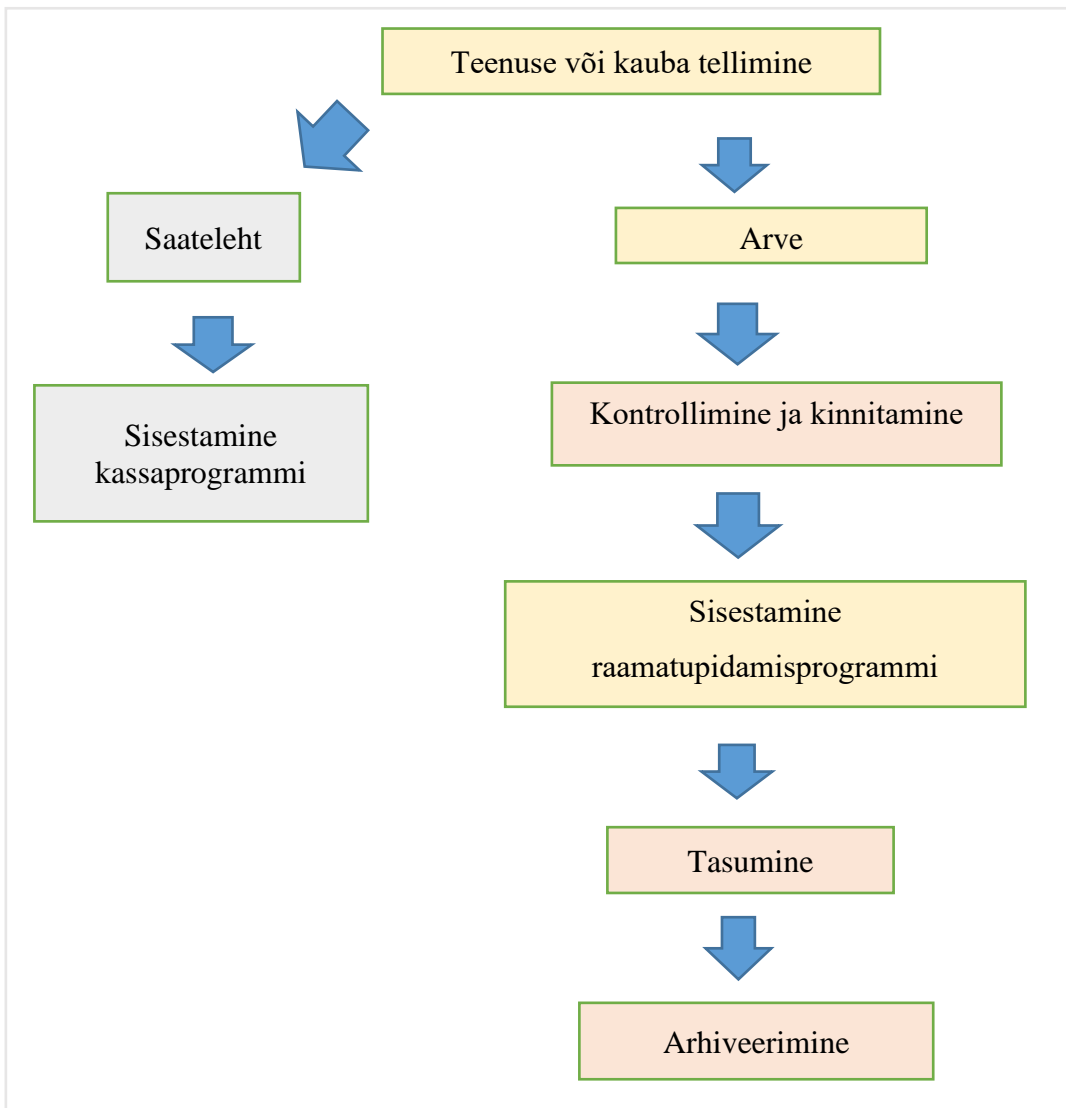 Teenuse või kauba tellimine
Saateleht
Arve
Sisestamine
kassaprogrammi
Kontrollimine ja kinnitamine
Sisestamine
raamatupidamisprogrammi
Tasumine
Arhiveerimine